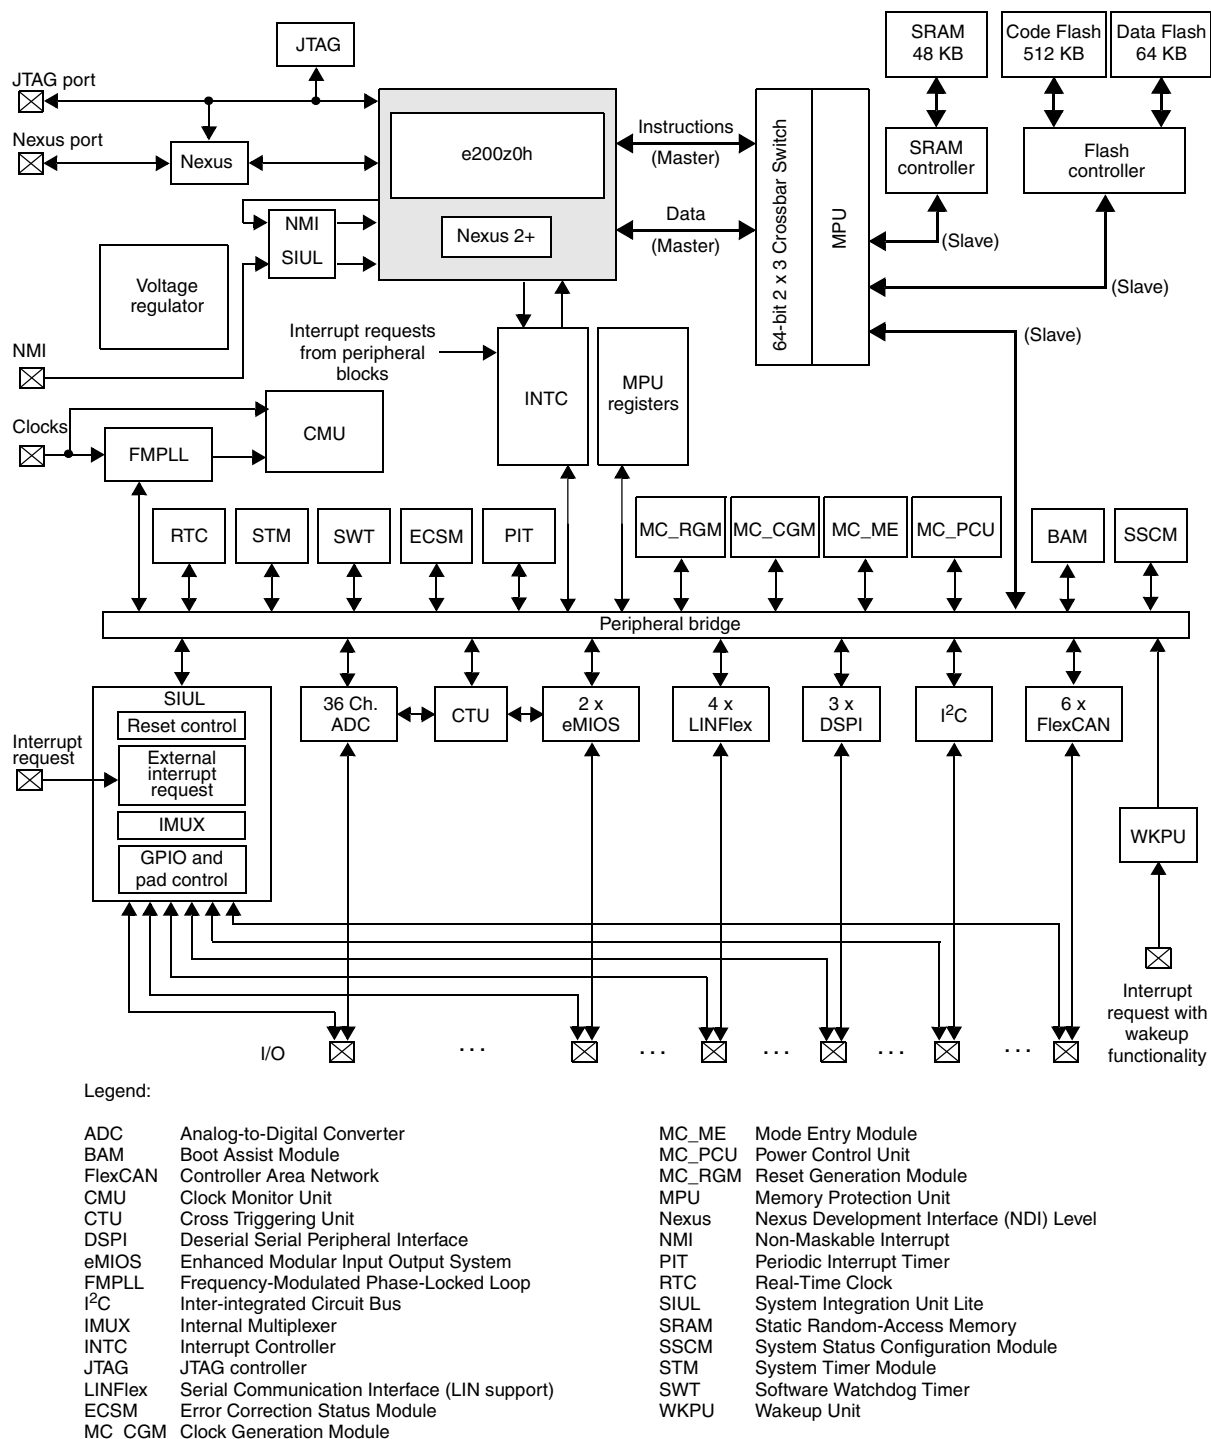 JTAG
SRAM
48 KB
Code Flash
512 KB
Data Flash
64 KB
JTAG port
Nexus port
Nexus
e200z0h
Nexus 2+
Instructions
(Master)
Data
(Master)
64-bit 2 x 3 Crossbar Switch
MPU
SRAM
controller
Flash
controller
(Slave)
(Slave)
(Slave)
NMI
SIUL
Voltage
regulator
NMI
Interrupt requests
from peripheral
blocks
INTC
MPU
registers
Clocks
FMPLL
CMU
RTC
STM
SWT
ECSM
PIT
MC_RGM
MC_CGM
MC_ME
MC_PCU
BAM
SSCM
Peripheral bridge
SIUL
Reset control
External
interrupt
request
IMUX
GPIO and
pad control
Interrupt
request
36 Ch.
ADC
CTU
2 x
eMIOS
4 x
LINFlex
3 x
DSPI
I²C
6 x
FlexCAN
WKPU
Interrupt
request with
wakeup
functionality
I/O
. . .
. . .
. . .
. . .
. . .
Legend:
ADC Analog-to-Digital Converter
BAM Boot Assist Module
FlexCAN Controller Area Network
CMU Clock Monitor Unit
CTU Cross Triggering Unit
DSPI Deserial Serial Peripheral Interface
eMIOS Enhanced Modular Input Output System
FMPLL Frequency-Modulated Phase-Locked Loop
I²C Inter-integrated Circuit Bus
IMUX Internal Multiplexer
INTC Interrupt Controller
JTAG JTAG controller
LINFlex Serial Communication Interface (LIN support)
ECSM Error Correction Status Module
MC_CGM Clock Generation Module
MC_ME Mode Entry Module
MC_PCU Power Control Unit
MC_RGM Reset Generation Module
MPU Memory Protection Unit
Nexus Nexus Development Interface (NDI) Level
NMI Non-Maskable Interrupt
PIT Periodic Interrupt Timer
RTC Real-Time Clock
SIUL System Integration Unit Lite
SRAM Static Random-Access Memory
SSCM System Status Configuration Module
STM System Timer Module
SWT Software Watchdog Timer
WKPU Wakeup Unit